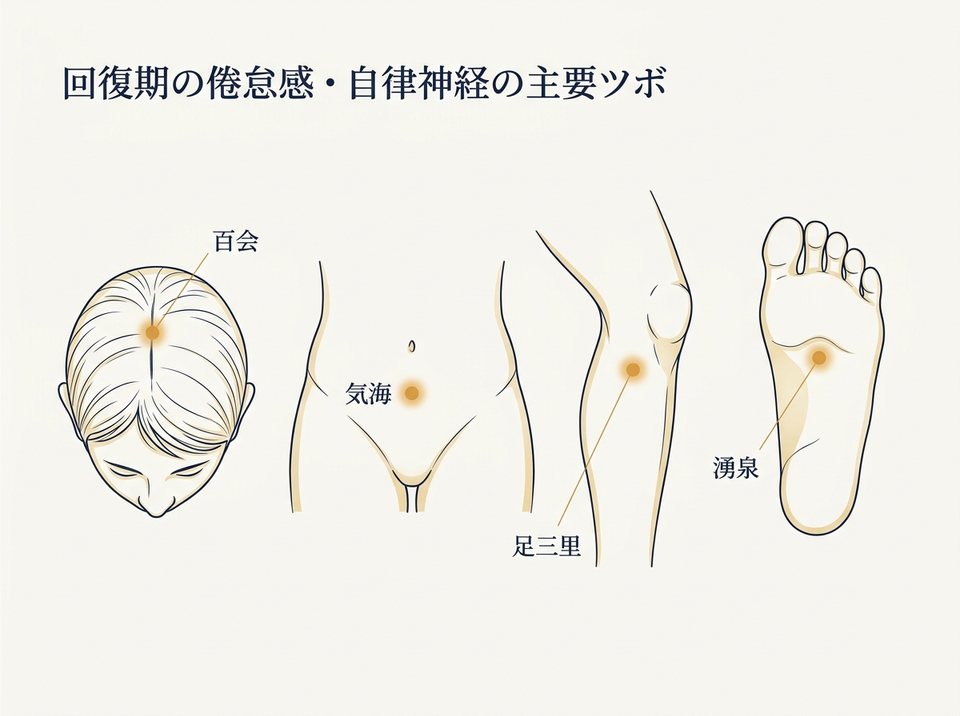 回復期の倦怠感・自律神経の主要ツボ
百会
気海
足三里
湧泉